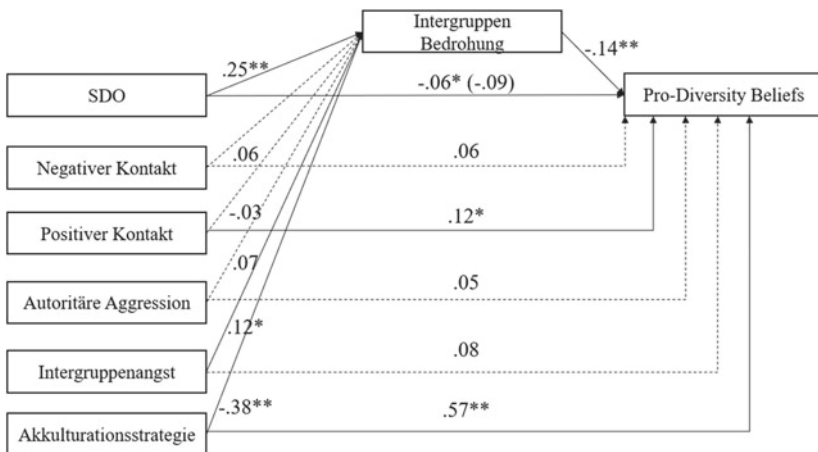 Intergruppen
Bedrohung
-.14**
.25**
SDO
-.06* (-.09)
Pro-Diversity Beliefs
Negativer Kontakt
.06
.06
Positiver Kontakt
-.03
.12*
Autoritäre Aggression
.07
.05
Intergruppenangst
.12*
.08
Akkulturationsstrategie
-.38**
.57**